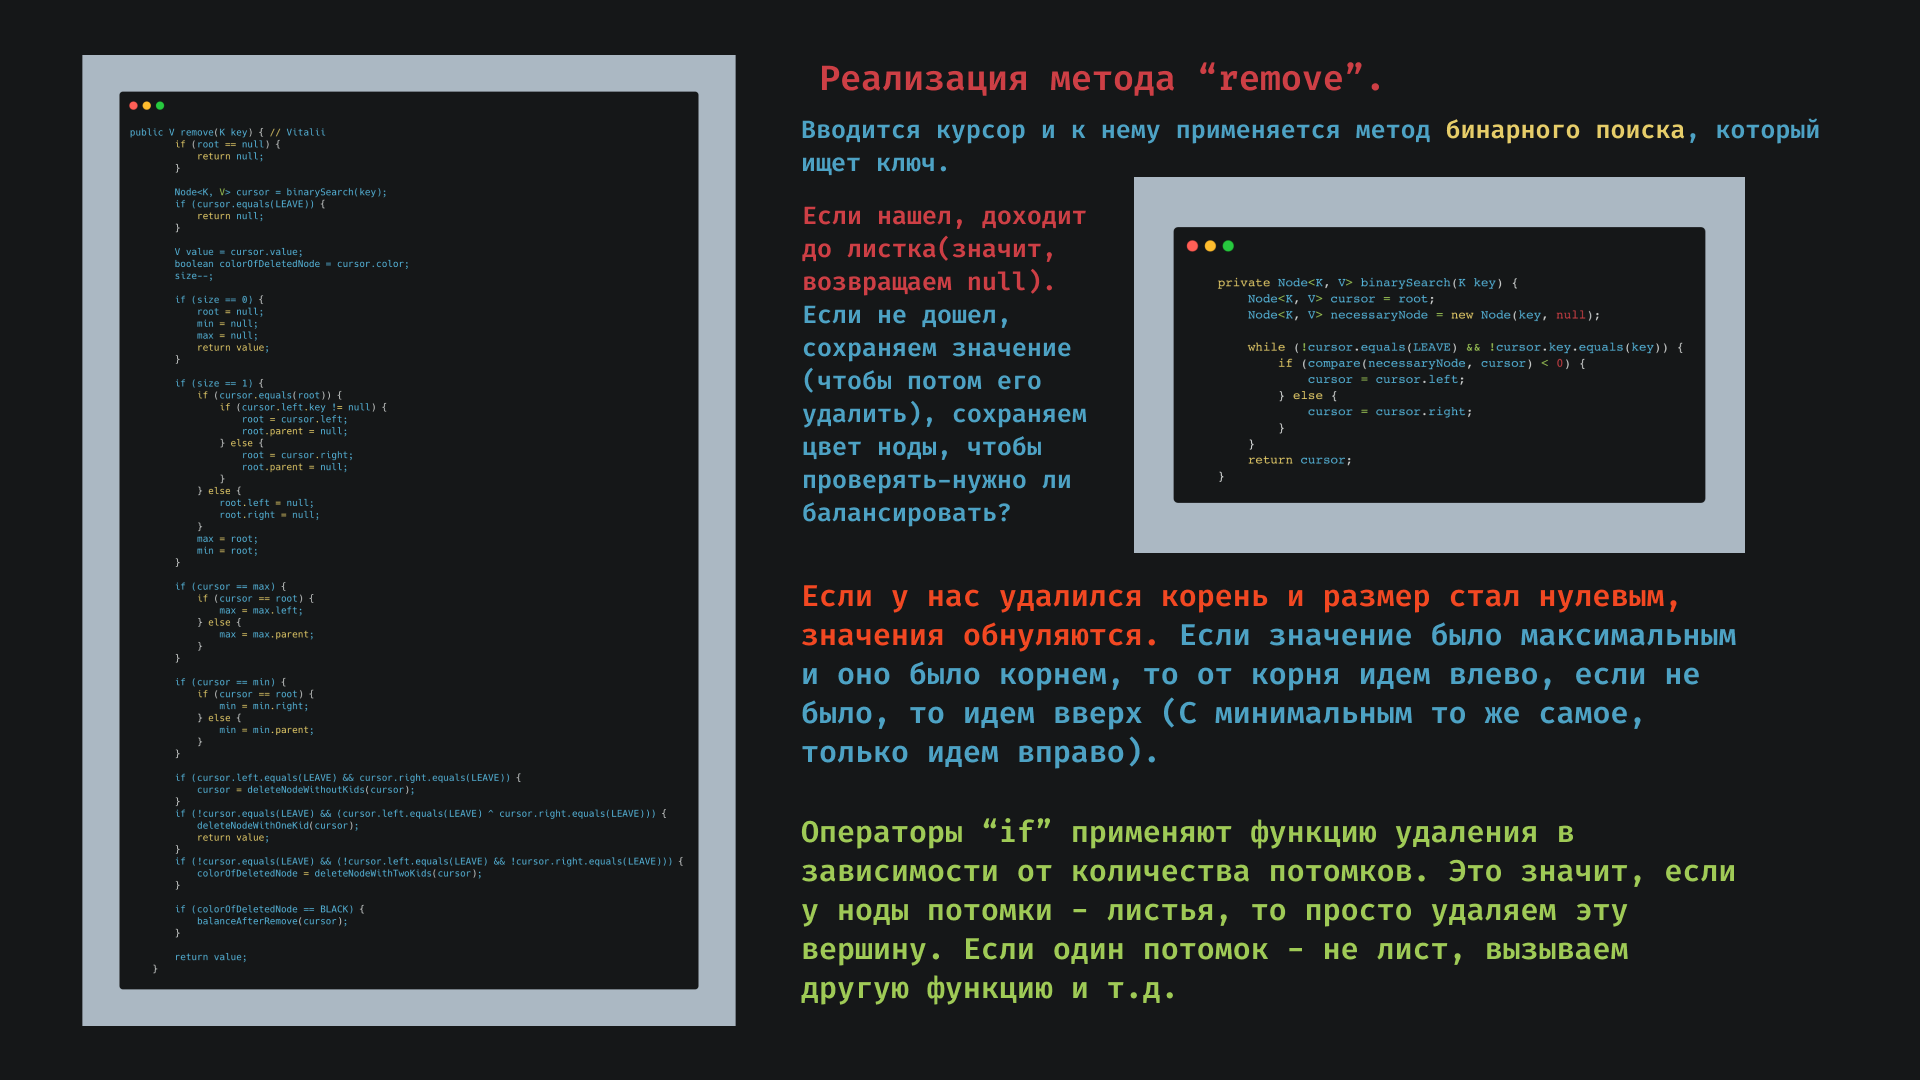 public V remove(K key) { // Vitalii
if (root == null) {
return null;
}
Node<K, V> cursor = binarySearch(key);
if (cursor.equals(LEAVE)) {
return null;
}
V value = cursor.value;
boolean colorOfDeletedNode = cursor.color;
size--;
if (size == 0) {
root = null;
min = null;
max = null;
return value;
}
if (size == 1) {
if (cursor.equals(root)) {
if (cursor.left.key != null) {
root = cursor.left;
root.parent = null;
} else {
root = cursor.right;
root.parent = null;
}
} else {
root.left = null;
root.right = null;
}
max = root;
min = root;
}
if (cursor == max) {
if (cursor == root) {
max = max.left;
} else {
max = max.parent;
}
}
if (cursor == min) {
if (cursor == root) {
min = min.right;
} else {
min = min.parent;
}
}
if (cursor.left.equals(LEAVE) && cursor.right.equals(LEAVE)) {
cursor = deleteNodeWithoutKids(cursor);
}
if (!cursor.equals(LEAVE) && (cursor.left.equals(LEAVE) ^ cursor.right.equals(LEAVE))) {
deleteNodeWithOneKid(cursor);
return value;
}
if (!cursor.equals(LEAVE) && (!cursor.left.equals(LEAVE) && !cursor.right.equals(LEAVE))) {
colorOfDeletedNode = deleteNodeWithTwoKids(cursor);
}
if (colorOfDeletedNode == BLACK) {
balanceAfterRemove(cursor);
}
return value;
}
Реализация метода “remove”.
Вводится курсор и к нему применяется метод бинарного поиска, который
ищет ключ.
Если нашел, доходит
до листка(значит,
возвращаем null).
Если не дошел,
сохраняем значение
(чтобы потом его
удалить), сохраняем
цвет ноды, чтобы
проверять-нужно ли
балансировать?
private Node<K, V> binarySearch(K key) {
Node<K, V> cursor = root;
Node<K, V> necessaryNode = new Node(key, null);
while (!cursor.equals(LEAVE) && !cursor.key.equals(key)) {
if (compare(necessaryNode, cursor) < 0) {
cursor = cursor.left;
} else {
cursor = cursor.right;
}
}
return cursor;
}
Если у нас удалился корень и размер стал нулевым,
значения обнуляются. Если значение было максимальным
и оно было корнем, то от корня идем влево, если не
было, то идем вверх (С минимальным то же самое,
только идем вправо).
Операторы “if” применяют функцию удаления в
зависимости от количества потомков. Это значит, если
у ноды потомки - листья, то просто удаляем эту
вершину. Если один потомок - не лист, вызываем
другую функцию и т.д.